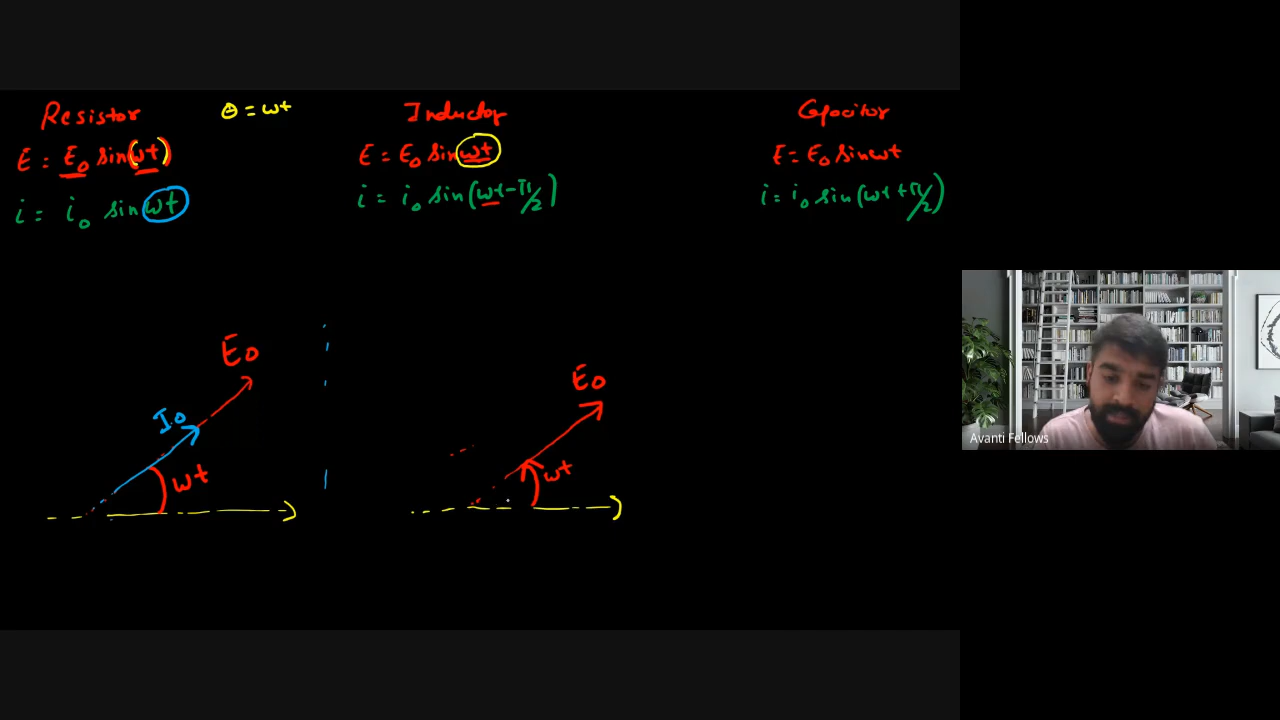 Resistor
θ = ωt
E = E₀ sin(ωt)
i = i₀ sin ωt
Inductor
E = E₀ sin ωt
i = i₀ sin(ωt - π/2)
Capacitor
E = E₀ sin ωt
i = i₀ sin(ωt + π/2)
E₀
I₀
ωt
E₀
ωt
Avanti Fellows